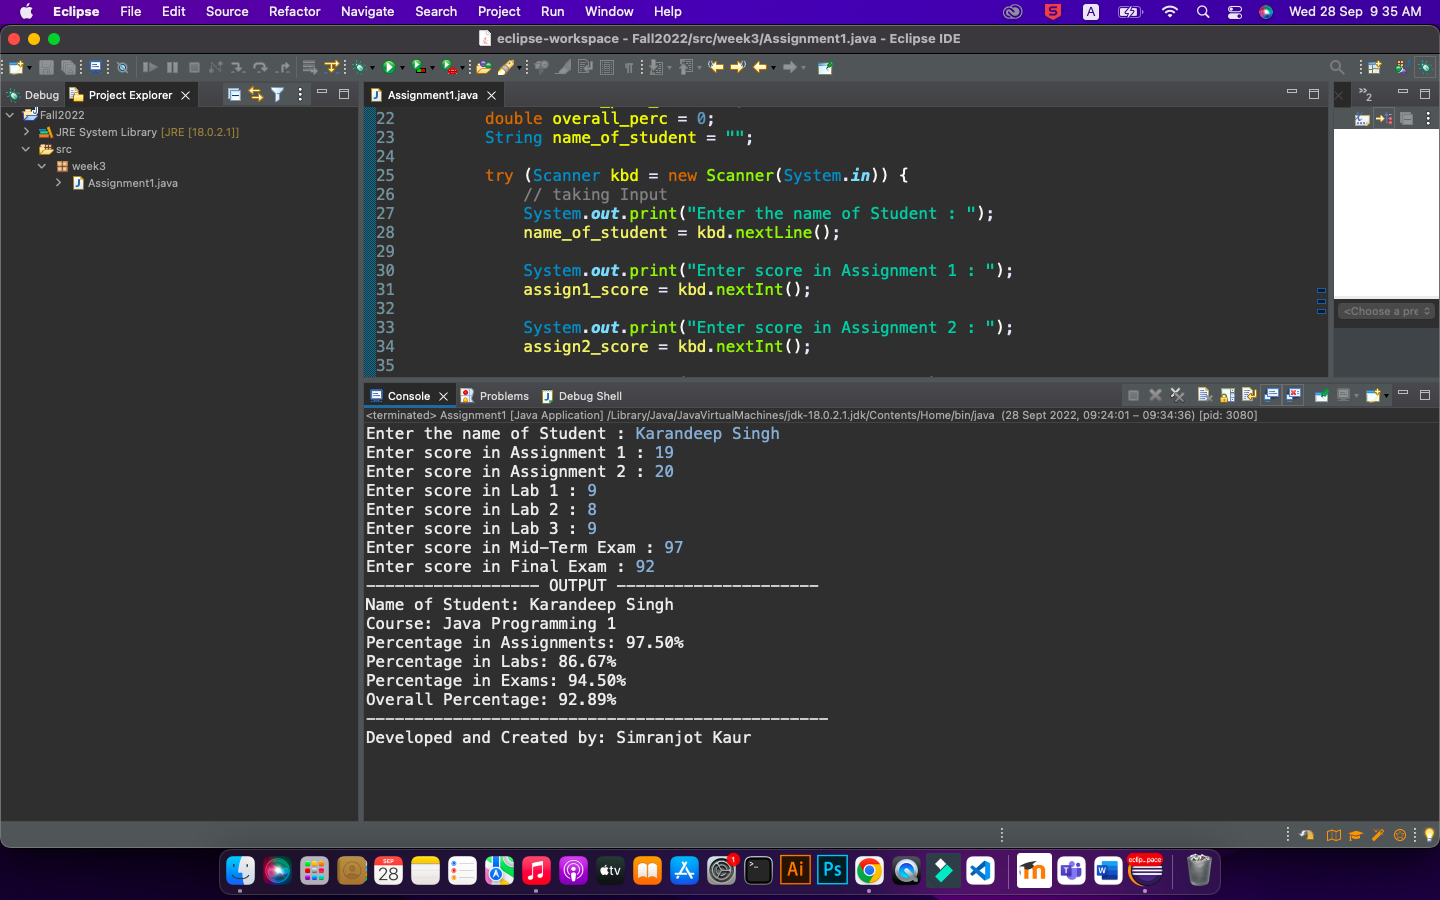 Eclipse File Edit Source Refactor Navigate Search Project Run Window Help Wed 28 Sep 9 35 AM
eclipse-workspace - Fall2022/src/week3/Assignment1.java - Eclipse IDE
Debug Project Explorer
Fall2022
JRE System Library [JRE [18.0.2.1]]
src
week3
Assignment1.java
Assignment1.java
22 double overall_perc = 0;
23 String name_of_student = "";
24
25 try (Scanner kbd = new Scanner(System.in)) {
26 // taking Input
27 System.out.print("Enter the name of Student : ");
28 name_of_student = kbd.nextLine();
29
30 System.out.print("Enter score in Assignment 1 : ");
31 assign1_score = kbd.nextInt();
32
33 System.out.print("Enter score in Assignment 2 : ");
34 assign2_score = kbd.nextInt();
35
2
<Choose a pre
Console Problems Debug Shell
<terminated> Assignment1 [Java Application] /Library/Java/JavaVirtualMachines/jdk-18.0.2.1.jdk/Contents/Home/bin/java (28 Sept 2022, 09:24:01 – 09:34:36) [pid: 3080]
Enter the name of Student : Karandeep Singh
Enter score in Assignment 1 : 19
Enter score in Assignment 2 : 20
Enter score in Lab 1 : 9
Enter score in Lab 2 : 8
Enter score in Lab 3 : 9
Enter score in Mid-Term Exam : 97
Enter score in Final Exam : 92
------------------ OUTPUT ---------------------
Name of Student: Karandeep Singh
Course: Java Programming 1
Percentage in Assignments: 97.50%
Percentage in Labs: 86.67%
Percentage in Exams: 94.50%
Overall Percentage: 92.89%
------------------------------------------------
Developed and Created by: Simranjot Kaur
SEP
28
tv
1
Ai
Ps
eclip_pace